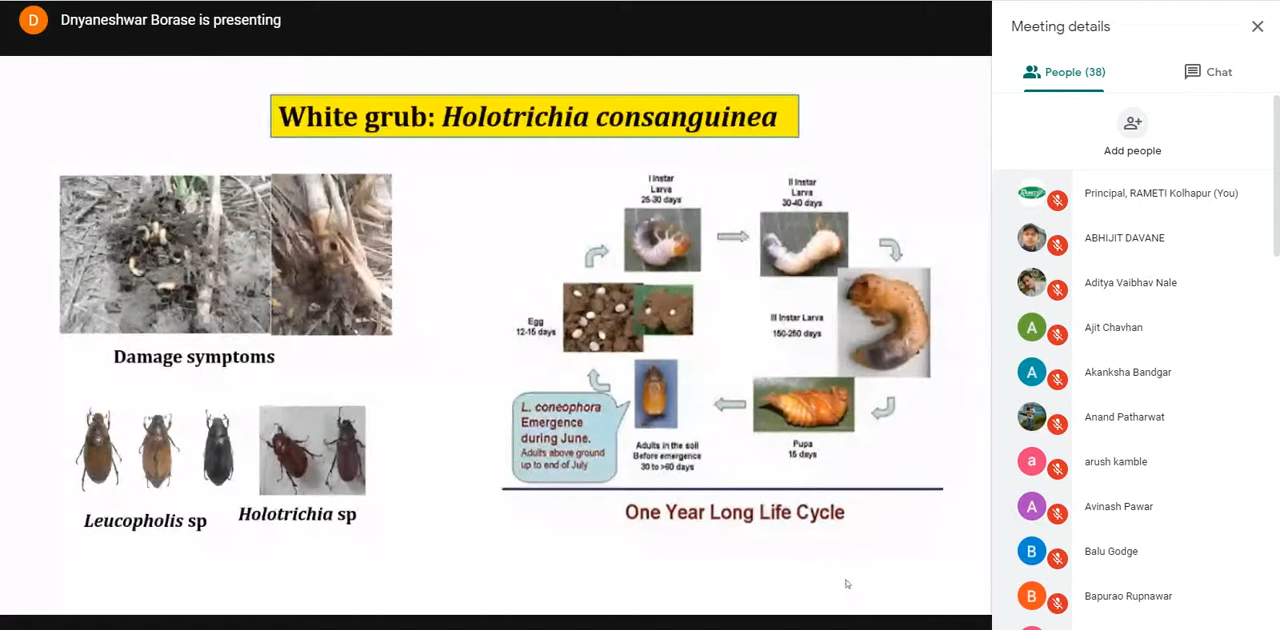 D
Dnyaneshwar Borase is presenting
White grub: Holotrichia consanguinea
Damage symptoms
Leucopholis sp
Holotrichia sp
I Instar
Larva
25-30 days
II Instar
Larva
30-40 days
Egg
12-15 days
III Instar Larva
150-250 days
L. coneophora
Emergence
during June.
Adults above ground
up to end of July
Adults in the soil
Before emergence
30 to >60 days
Pupa
15 days
One Year Long Life Cycle
Meeting details
People (38)
Chat
Add people
RAMETI
Principal, RAMETI Kolhapur (You)
ABHIJIT DAVANE
Aditya Vaibhav Nale
A
Ajit Chavhan
A
Akanksha Bandgar
Anand Patharwat
a
arush kamble
A
Avinash Pawar
B
Balu Godge
B
Bapurao Rupnawar